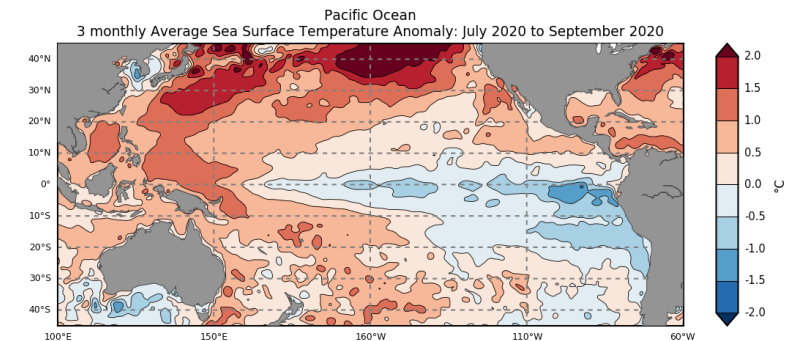 Pacific Ocean
3 monthly Average Sea Surface Temperature Anomaly: July 2020 to September 2020
40°N
30°N
20°N
10°N
0°
10°S
20°S
30°S
40°S
100°E
150°E
160°W
110°W
60°W
2.0
1.5
1.0
0.5
0.0
-0.5
-1.0
-1.5
-2.0
°C